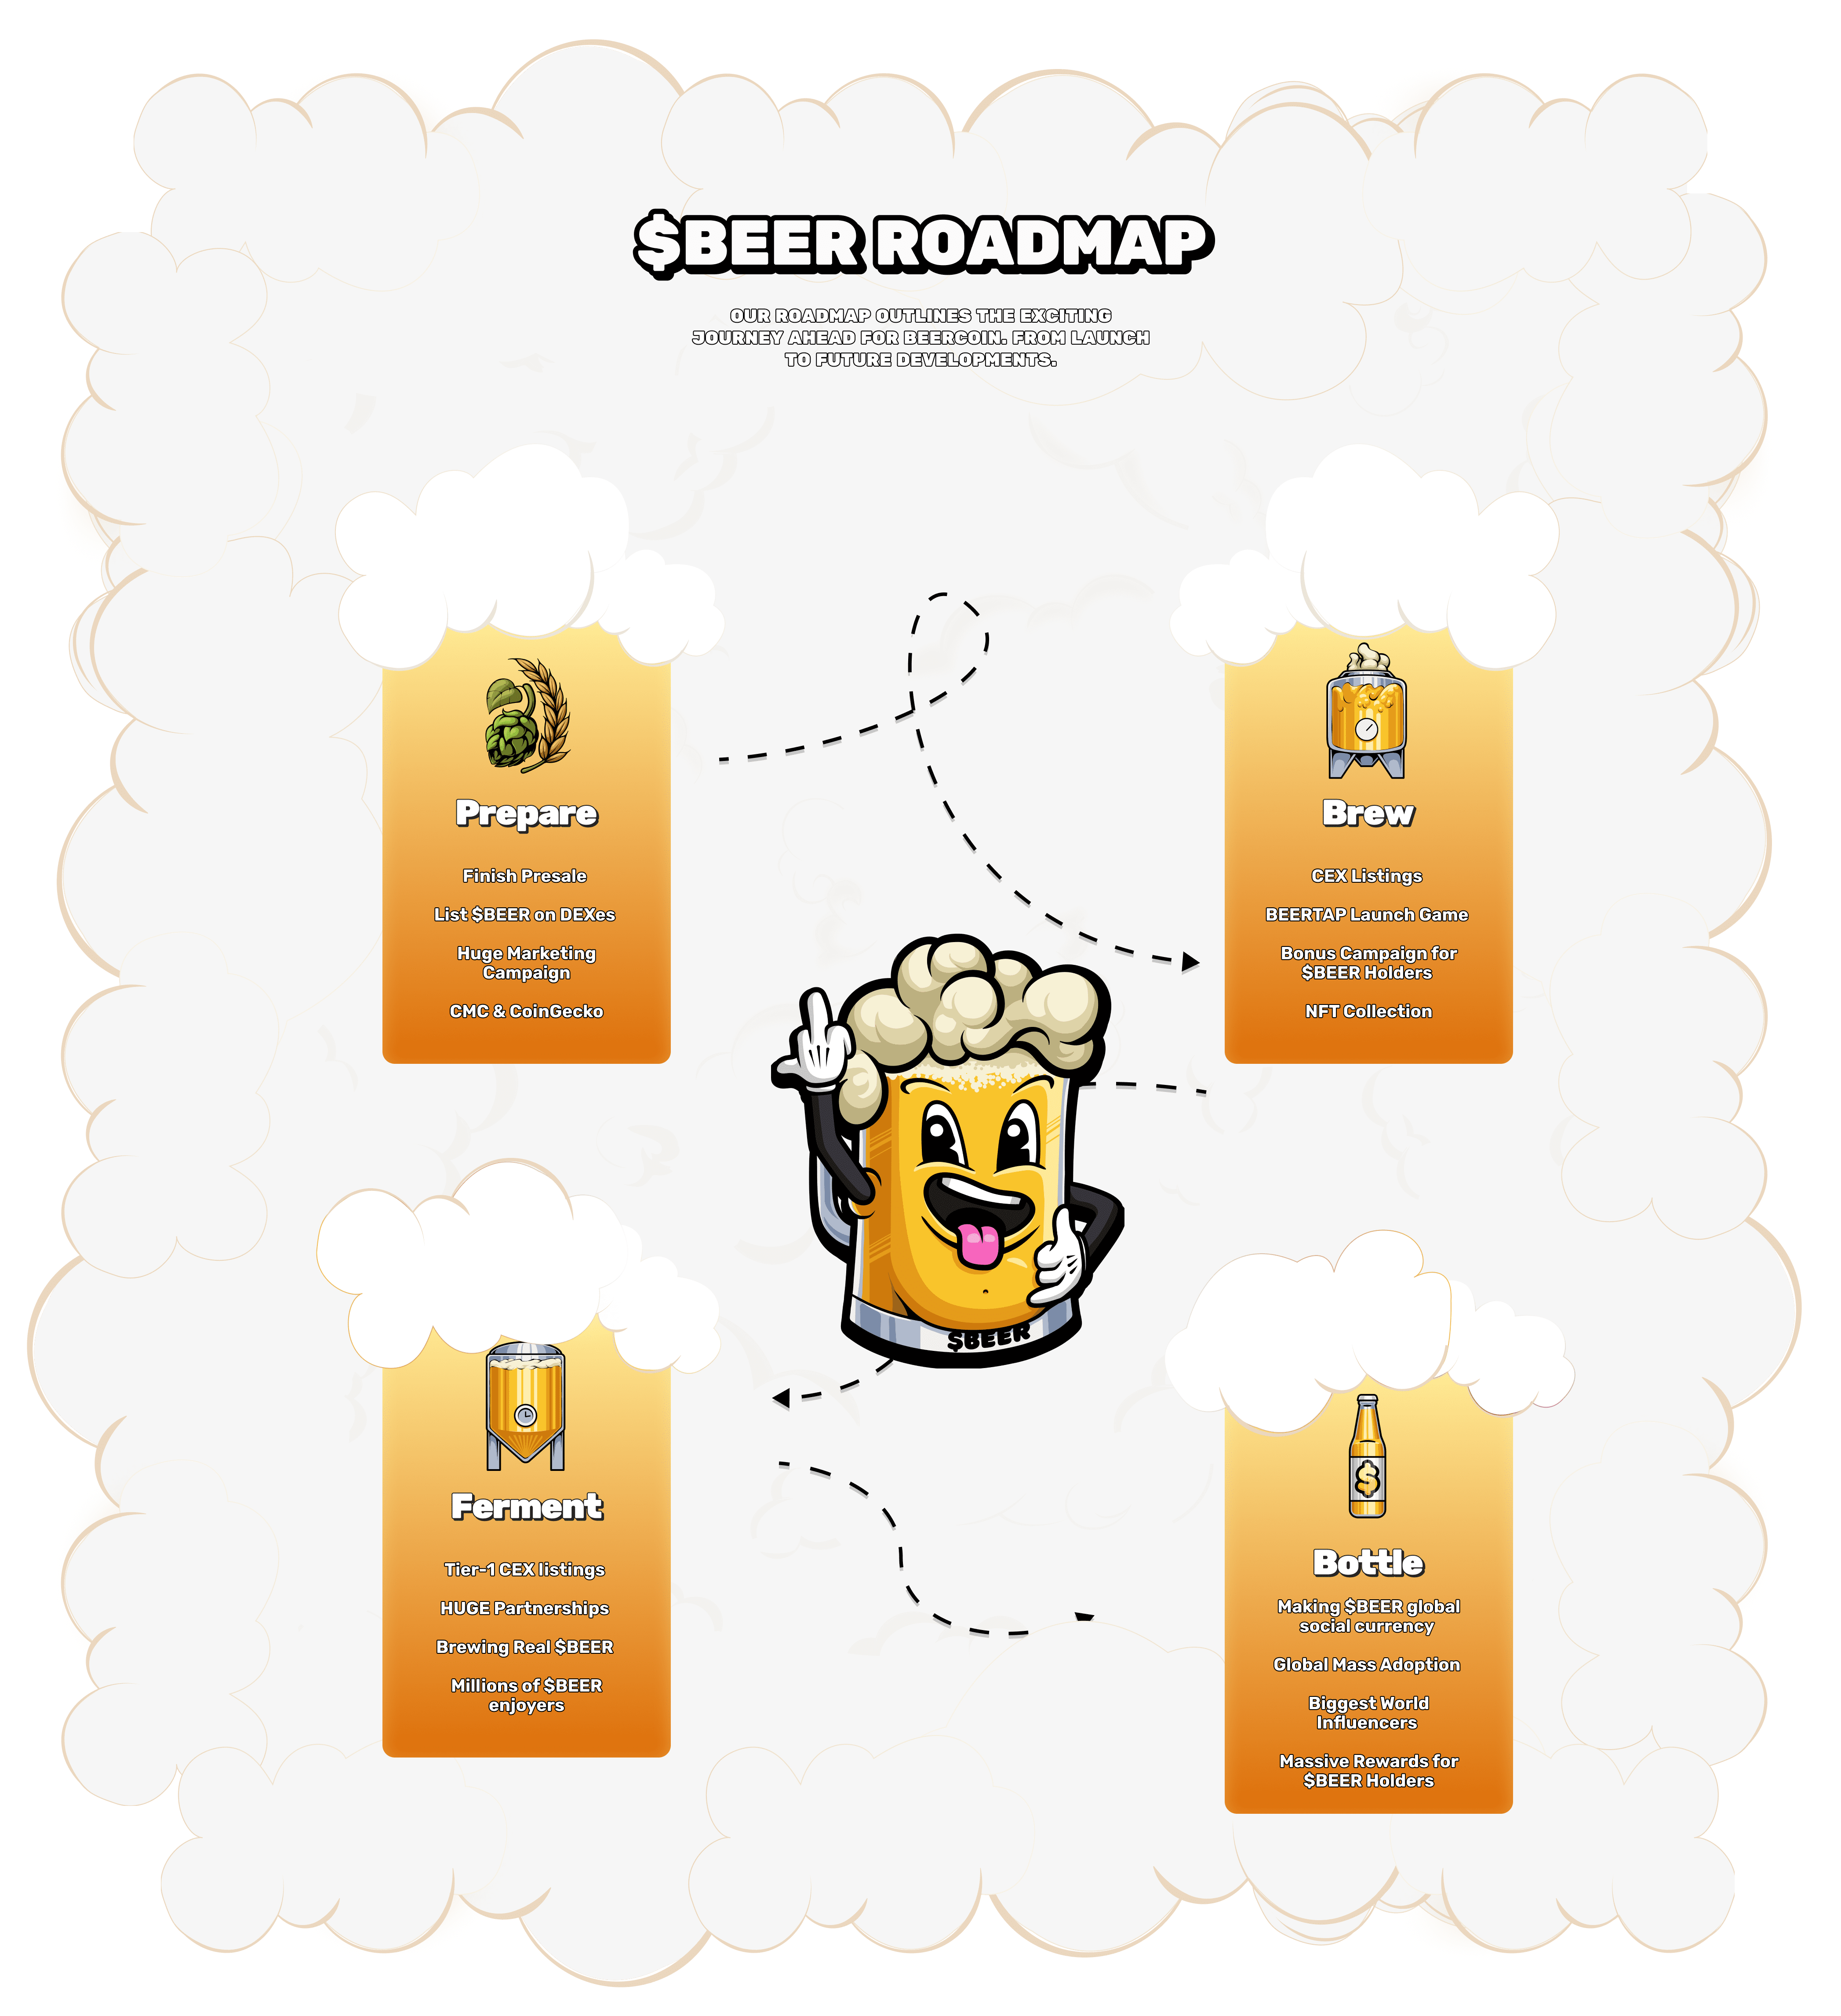 $BEER ROADMAP
OUR ROADMAP OUTLINES THE EXCITING
JOURNEY AHEAD FOR BEERCOIN. FROM LAUNCH
TO FUTURE DEVELOPMENTS.
Prepare
Finish Presale
List $BEER on DEXes
Huge Marketing
Campaign
CMC & CoinGecko
Brew
CEX Listings
BEERTAP Launch Game
Bonus Campaign for
$BEER Holders
NFT Collection
$BEER
Ferment
Tier-1 CEX listings
HUGE Partnerships
Brewing Real $BEER
Millions of $BEER
enjoyers
$
Bottle
Making $BEER global
social currency
Global Mass Adoption
Biggest World
Influencers
Massive Rewards for
$BEER Holders